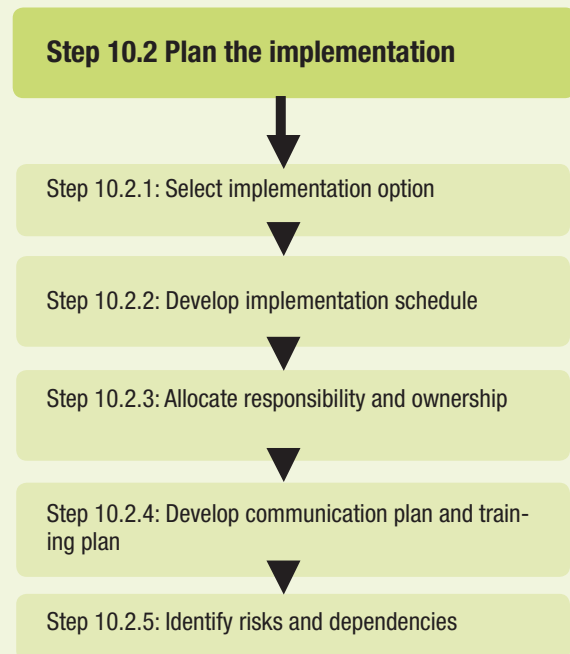 Step 10.2 Plan the implementation
Step 10.2.1: Select implementation option
Step 10.2.2: Develop implementation schedule
Step 10.2.3: Allocate responsibility and ownership
Step 10.2.4: Develop communication plan and train-
ing plan
Step 10.2.5: Identify risks and dependencies